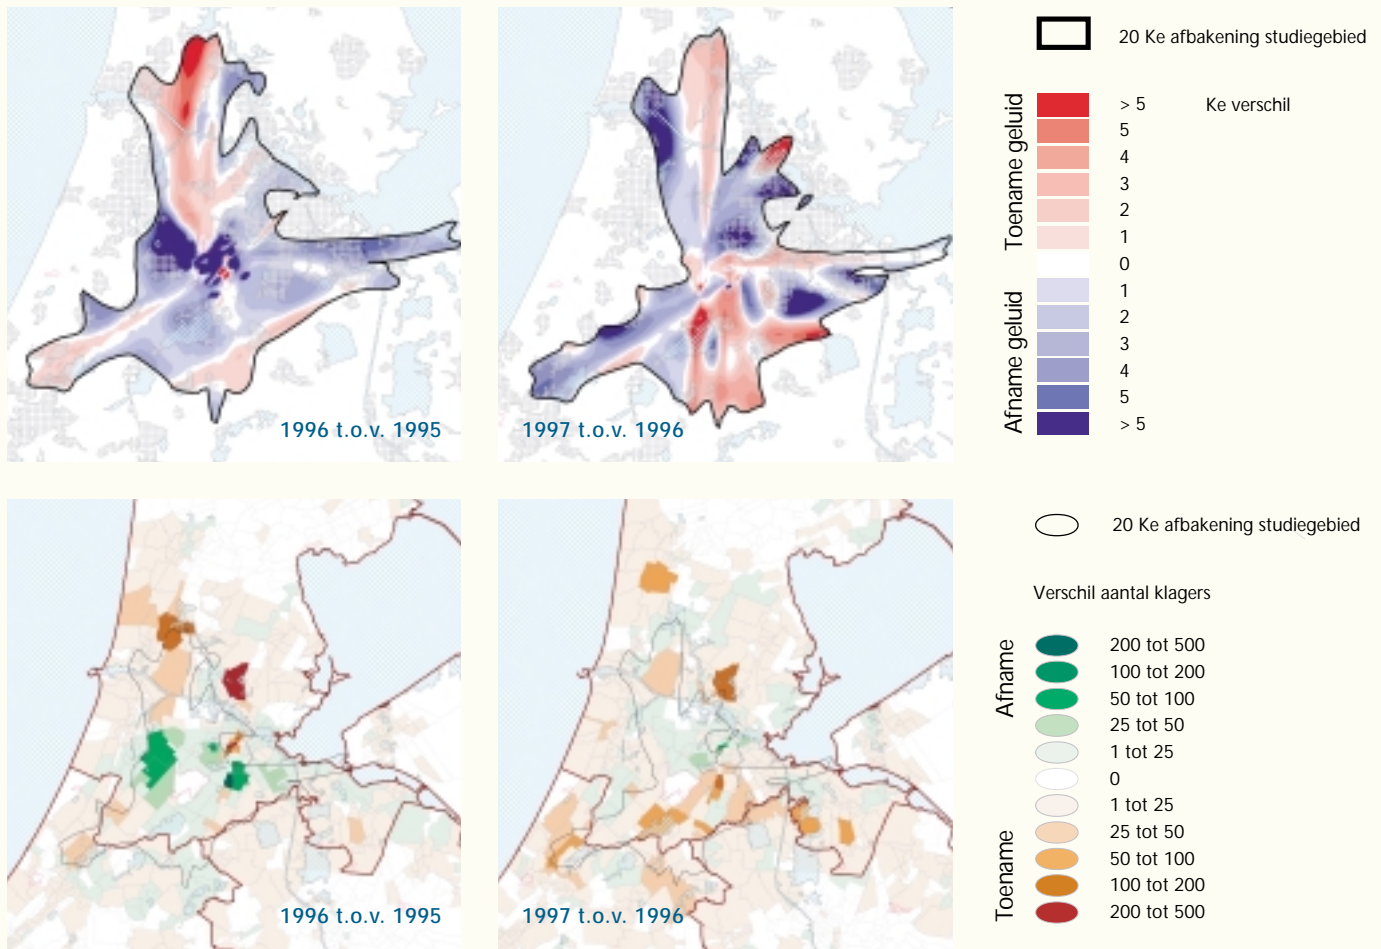 1996 t.o.v. 1995
1997 t.o.v. 1996
20 Ke afbakening studiegebied
Toename geluid
Afname geluid
> 5
Ke verschil
5
4
3
2
1
0
1
2
3
4
5
> 5
1996 t.o.v. 1995
1997 t.o.v. 1996
20 Ke afbakening studiegebied
Verschil aantal klagers
Afname
Toename
200 tot 500
100 tot 200
50 tot 100
25 tot 50
1 tot 25
0
1 tot 25
25 tot 50
50 tot 100
100 tot 200
200 tot 500